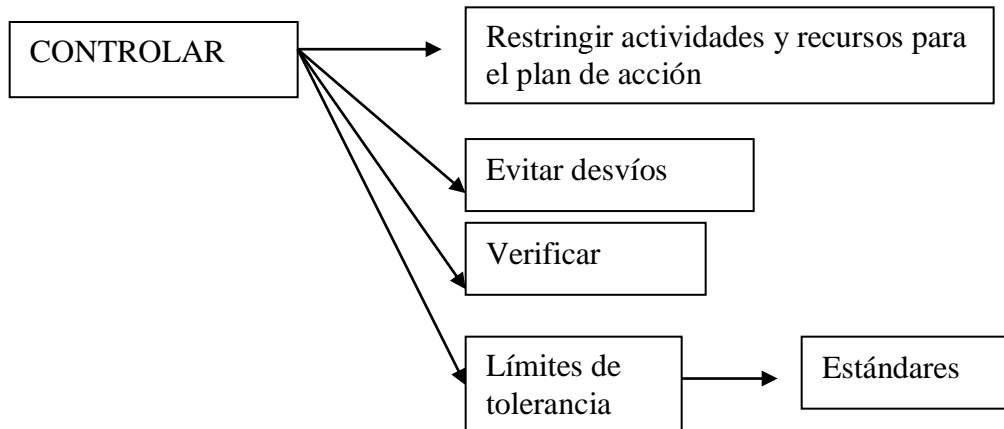 CONTROLAR
Restringir actividades y recursos para
el plan de acción
Evitar desvíos
Verificar
Límites de
tolerancia
Estándares